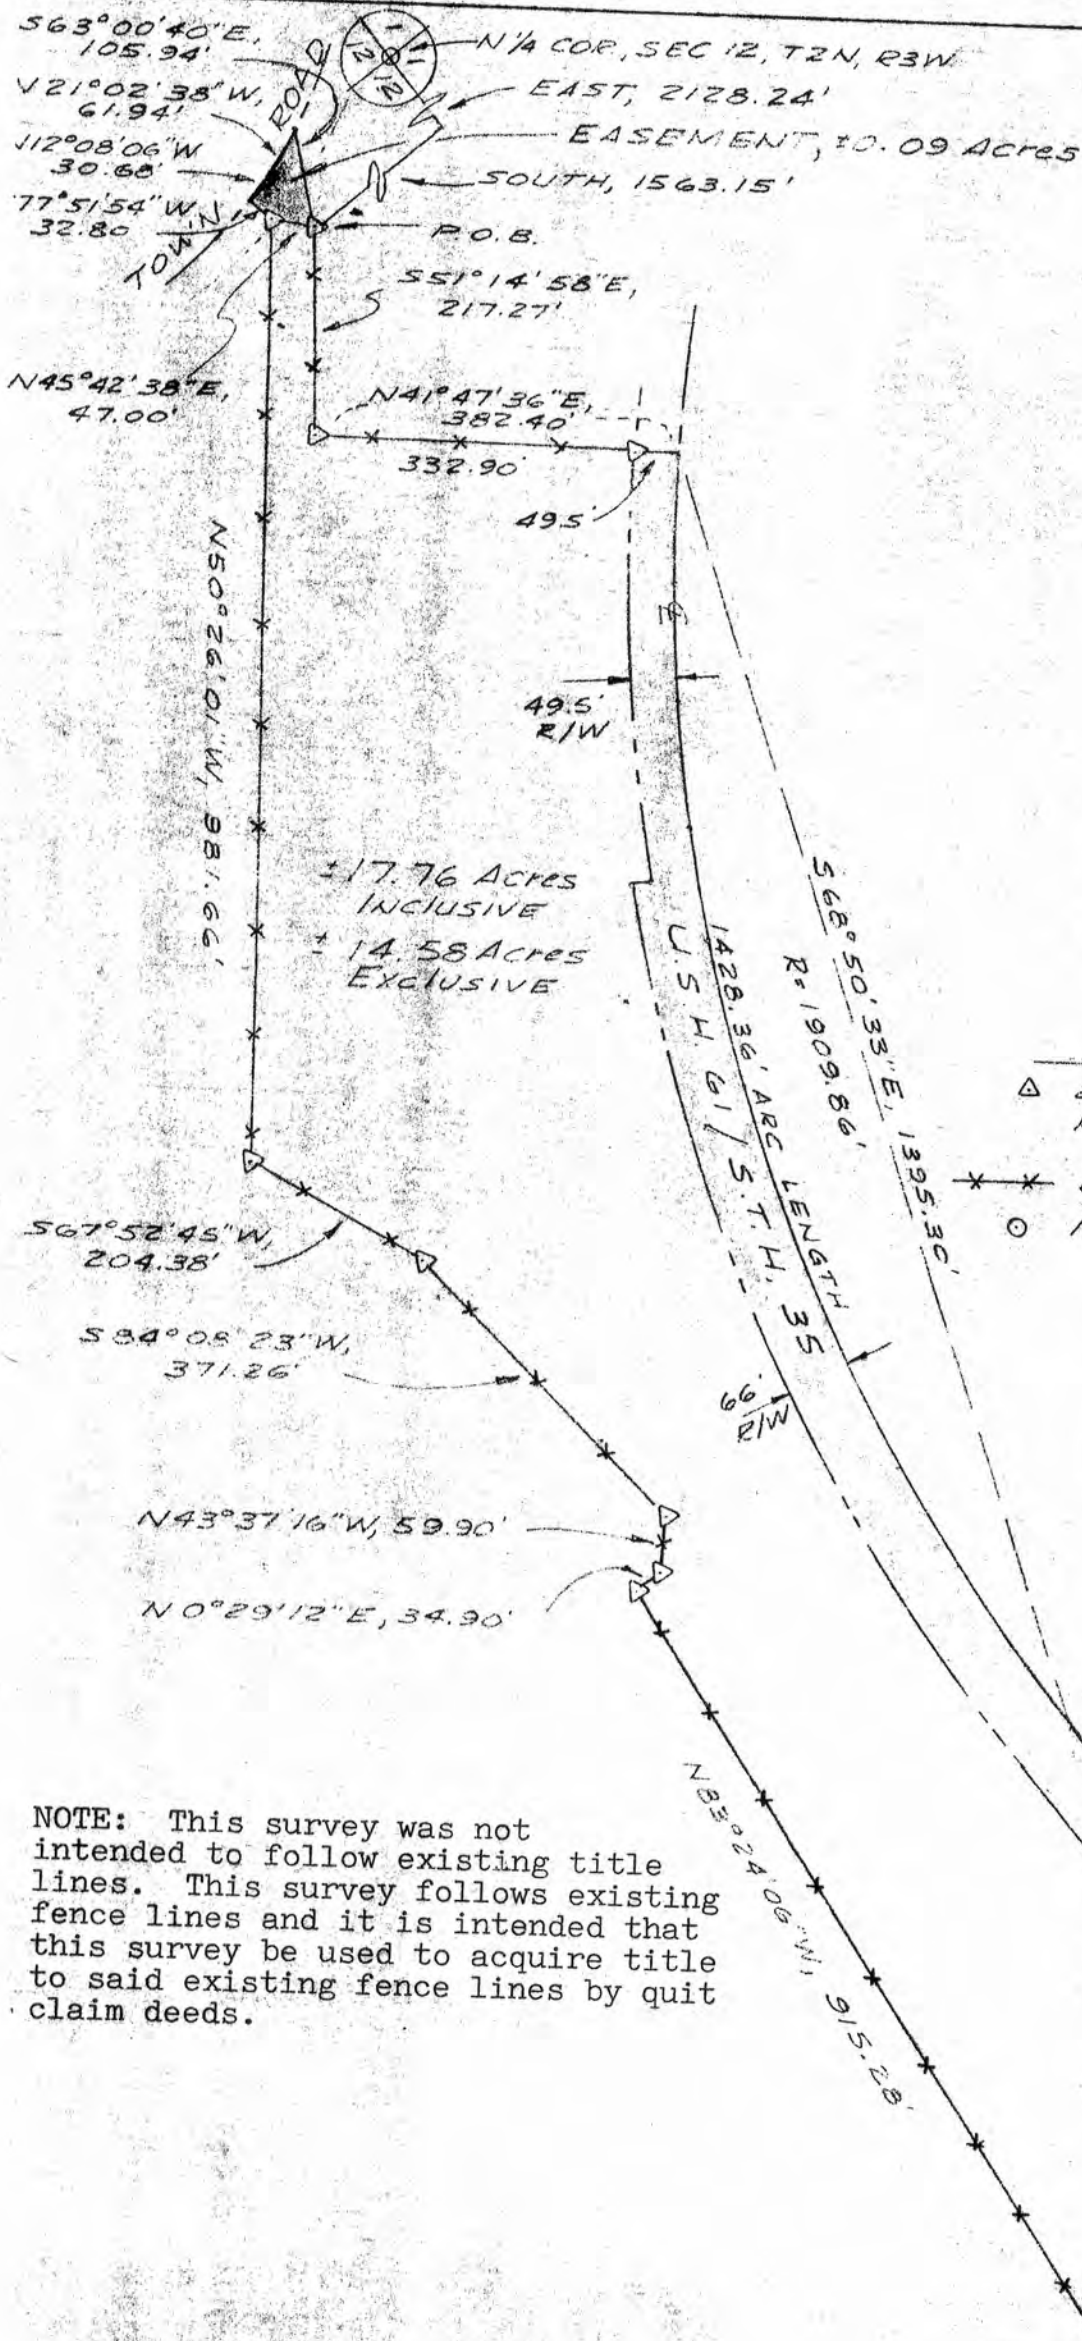 S63°00'40"E,
105.94'
21°02'38"W,
61.94'
12°08'06"W
30.68'
77°51'54"W
32.80
TOWN ROAD
1
12
12
N 1/4 COR., SEC 12, T2N, R3W
EAST, 2128.24'
EASEMENT, ±0.09 Acres
SOUTH, 1563.15'
P.O.B.
S51°14'58"E,
217.27'
N45°42'38"E,
47.00'
N41°47'36"E,
382.40'
332.90'
49.5'
N50°26'01"W, 981.66'
℄
49.5'
R/W
±17.76 Acres
INCLUSIVE
± 14.58 Acres
EXCLUSIVE
S68°50'33"E, 1395.30'
R=1909.86'
1428.36' ARC LENGTH
U.S.H. 61 / S.T.H. 35
S67°52'45"W,
204.38'
S84°08'23"W,
371.26'
66'
R/W
N43°37'16"W, 59.90'
N0°29'12"E, 34.90'
N83°24'06"W, 915.28'
NOTE: This survey was not
intended to follow existing title
lines. This survey follows existing
fence lines and it is intended that
this survey be used to acquire title
to said existing fence lines by quit
claim deeds.